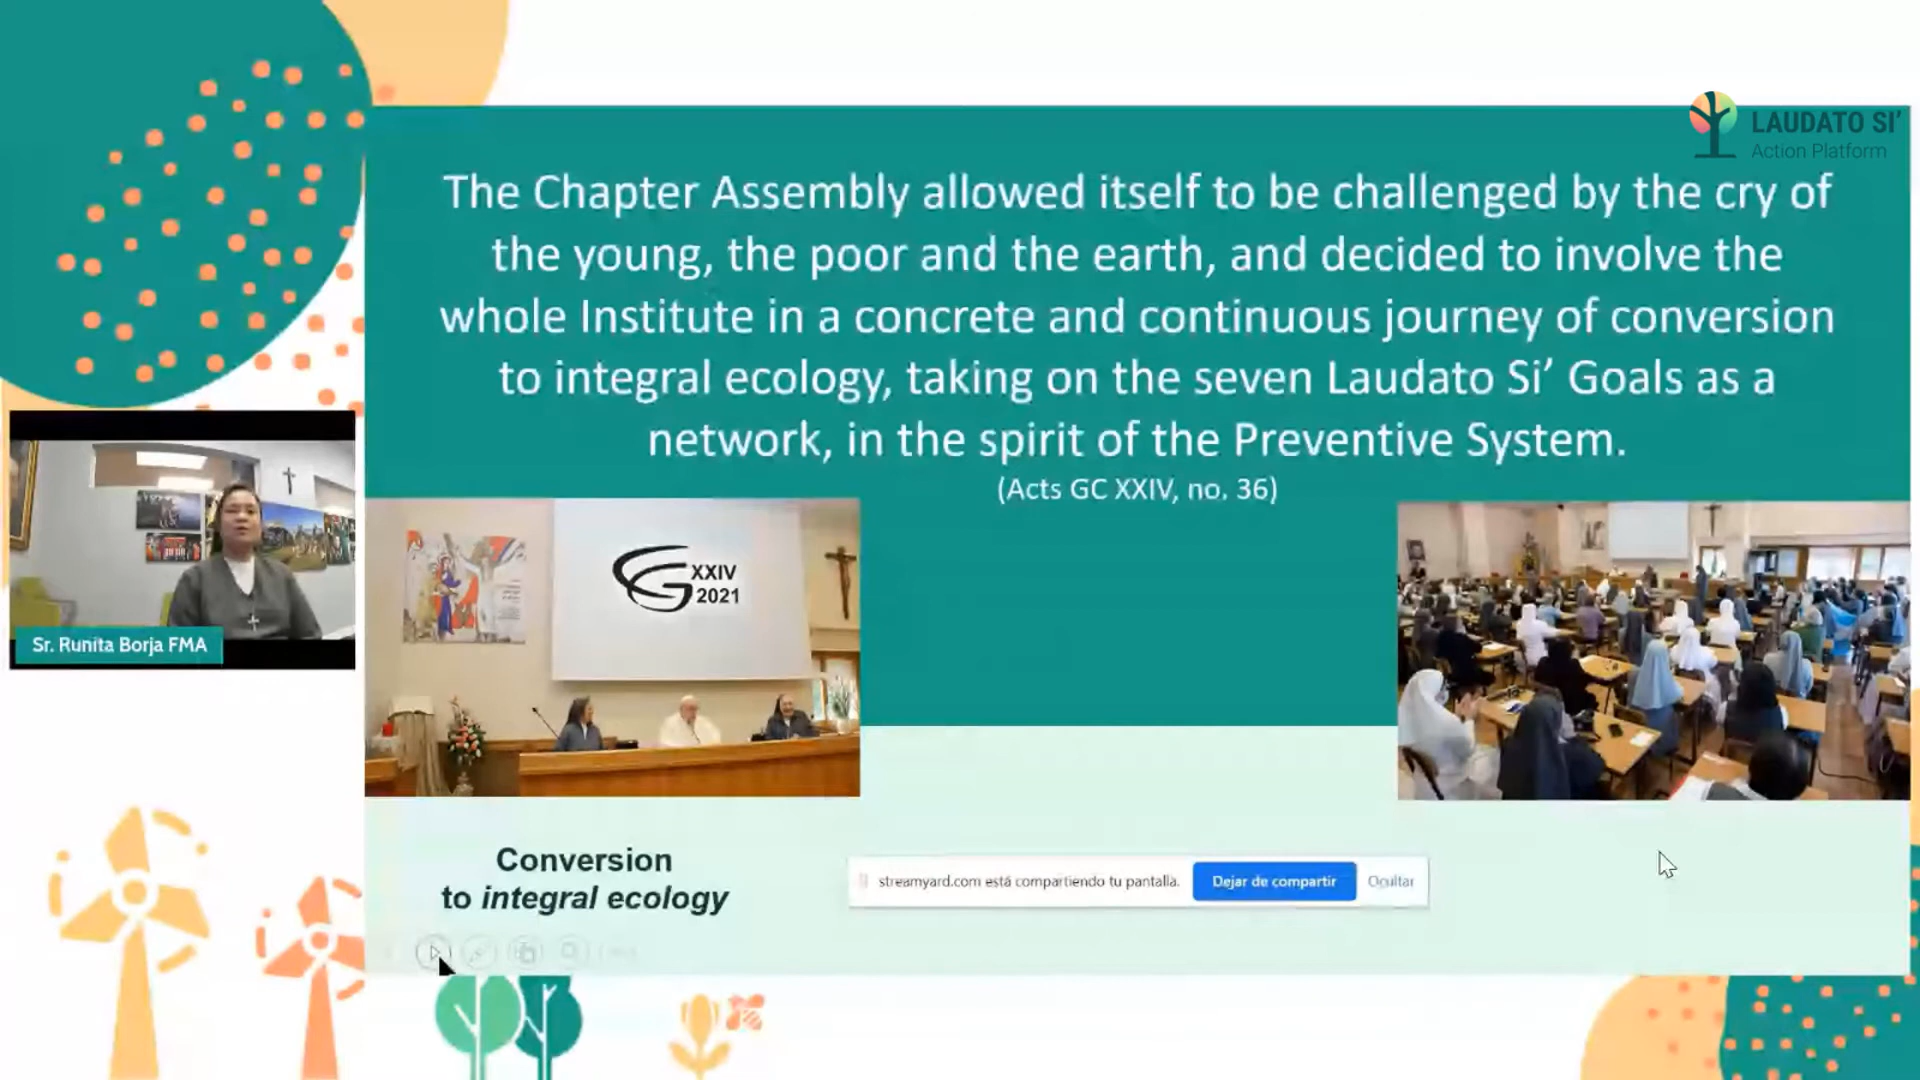 LAUDATO SI’
Action Platform
The Chapter Assembly allowed itself to be challenged by the cry of
the young, the poor and the earth, and decided to involve the
whole Institute in a concrete and continuous journey of conversion
to integral ecology, taking on the seven Laudato Si’ Goals as a
network, in the spirit of the Preventive System.
(Acts GC XXIV, no. 36)
Sr. Runita Borja FMA
CG XXIV
2021
Conversion
to integral ecology
streamyard.com está compartiendo tu pantalla.
Dejar de compartir
Ocultar